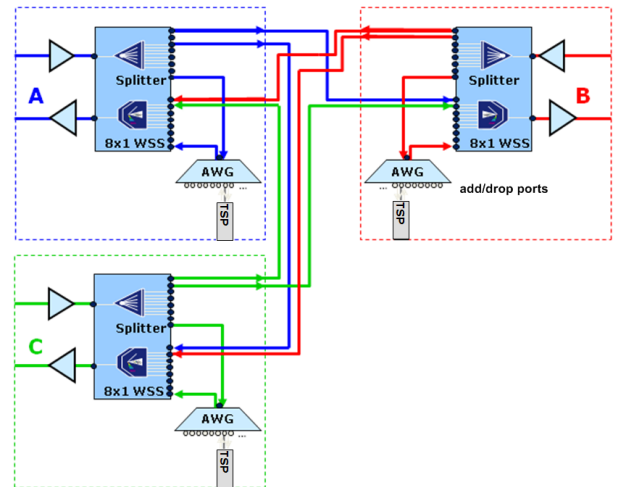 Splitter
A
8x1 WSS
AWG
...
TSP
Splitter
B
8x1 WSS
AWG
...
add/drop ports
TSP
Splitter
C
8x1 WSS
AWG
...
TSP